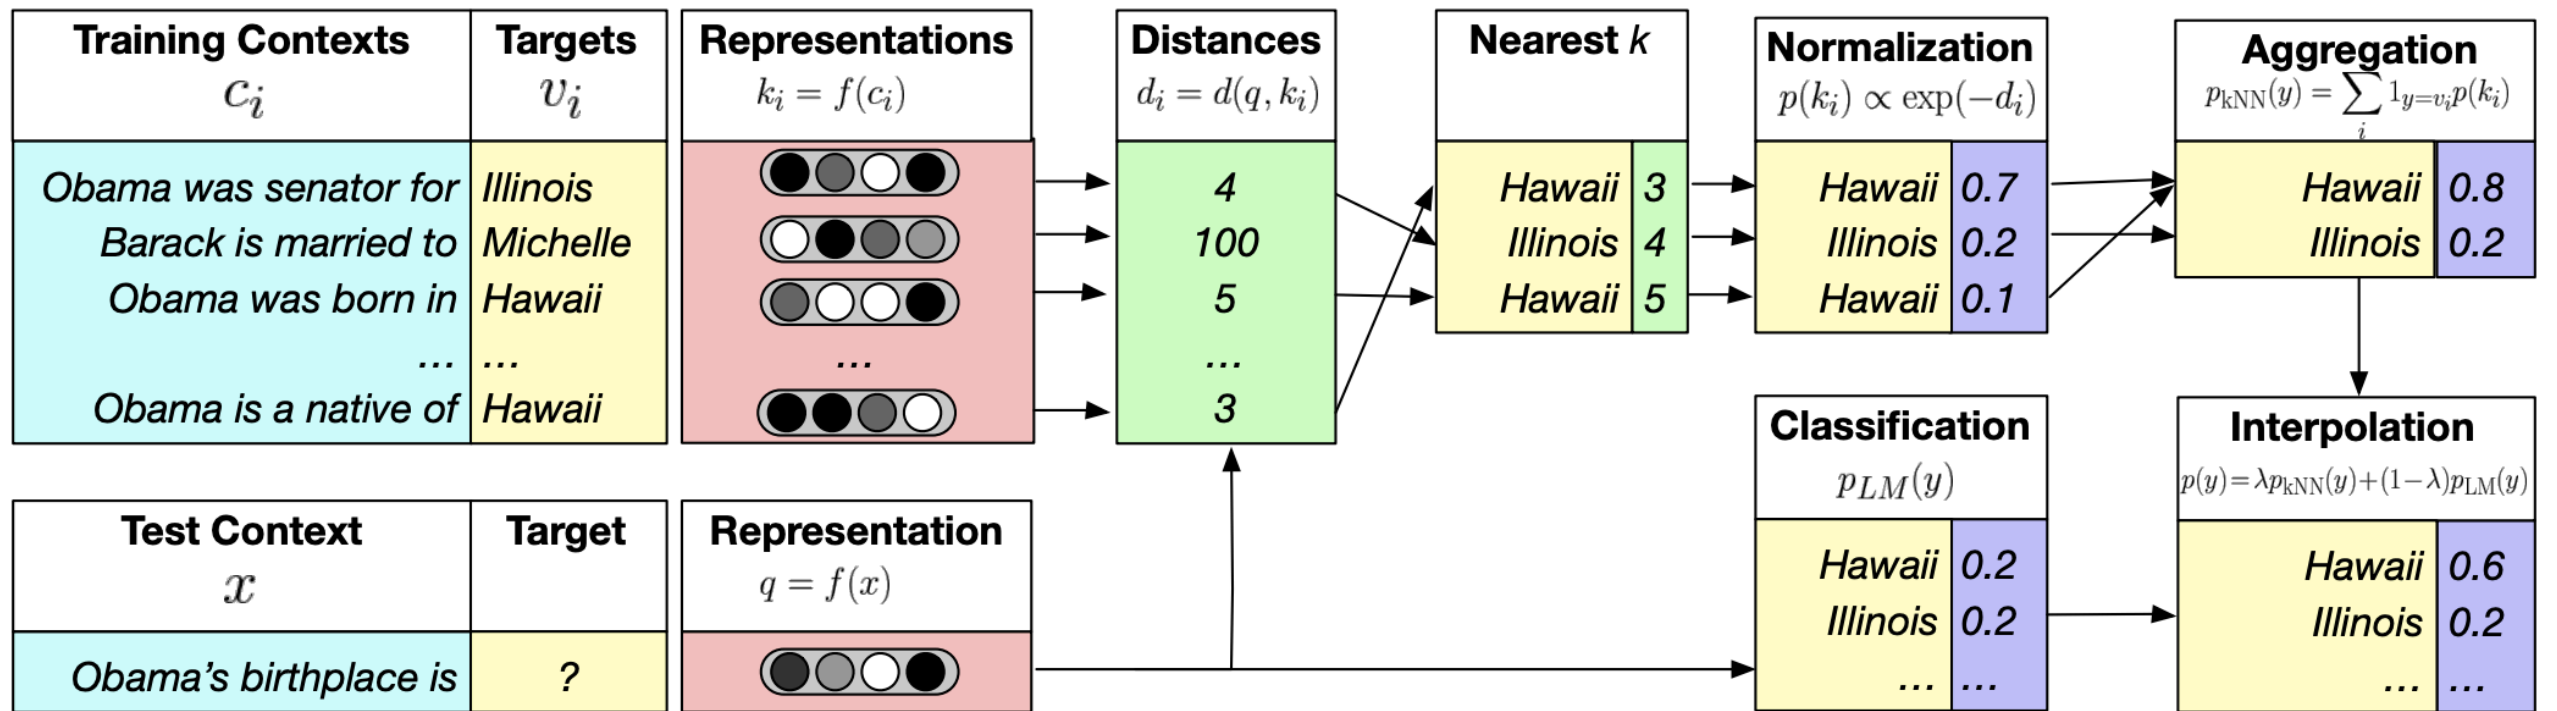 Training Contexts
c_i
Targets
v_i
Obama was senator for Illinois
Barack is married to Michelle
Obama was born in Hawaii
... ...
Obama is a native of Hawaii
Representations
k_i = f(c_i)
...
Distances
d_i = d(q, k_i)
4
100
5
...
3
Nearest k
Hawaii 3
Illinois 4
Hawaii 5
Normalization
p(k_i) ∝ exp(−d_i)
Hawaii 0.7
Illinois 0.2
Hawaii 0.1
Aggregation
p_kNN(y) = ∑_i 1_{y=v_i} p(k_i)
Hawaii 0.8
Illinois 0.2
Test Context
x
Target
Obama's birthplace is ?
Representation
q = f(x)
Classification
p_LM(y)
Hawaii 0.2
Illinois 0.2
... ...
Interpolation
p(y) = λp_kNN(y) + (1−λ)p_LM(y)
Hawaii 0.6
Illinois 0.2
... ...